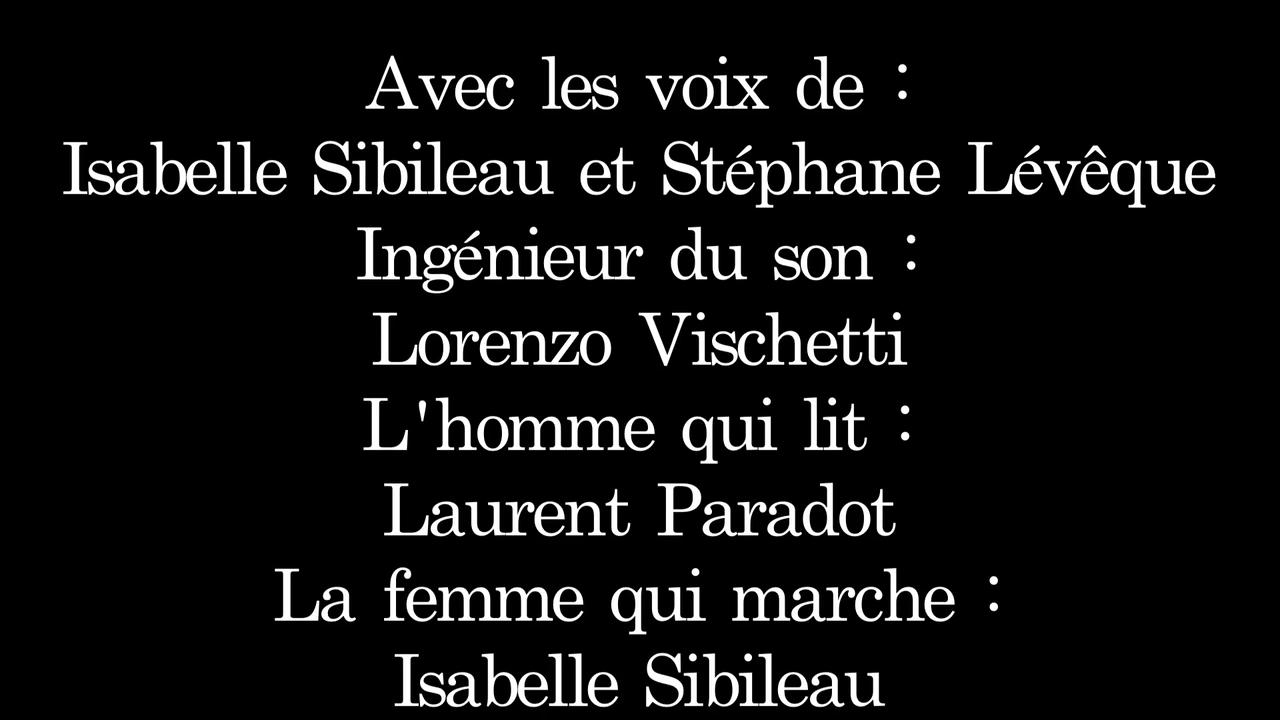 Avec les voix de :
Isabelle Sibileau et Stéphane Lévêque
Ingénieur du son :
Lorenzo Vischetti
L'homme qui lit :
Laurent Paradot
La femme qui marche :
Isabelle Sibileau